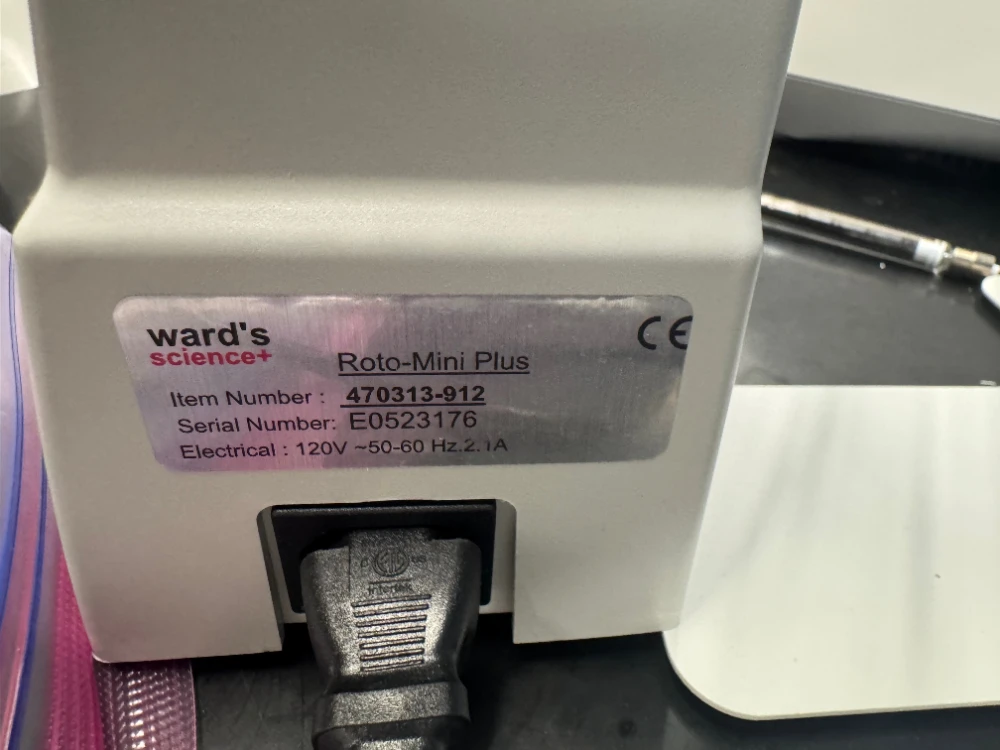 ward's
science+
CE
Roto-Mini Plus
Item Number : 470313-912
Serial Number: E0523176
Electrical : 120V ~50-60 Hz.2.1A
Intertek